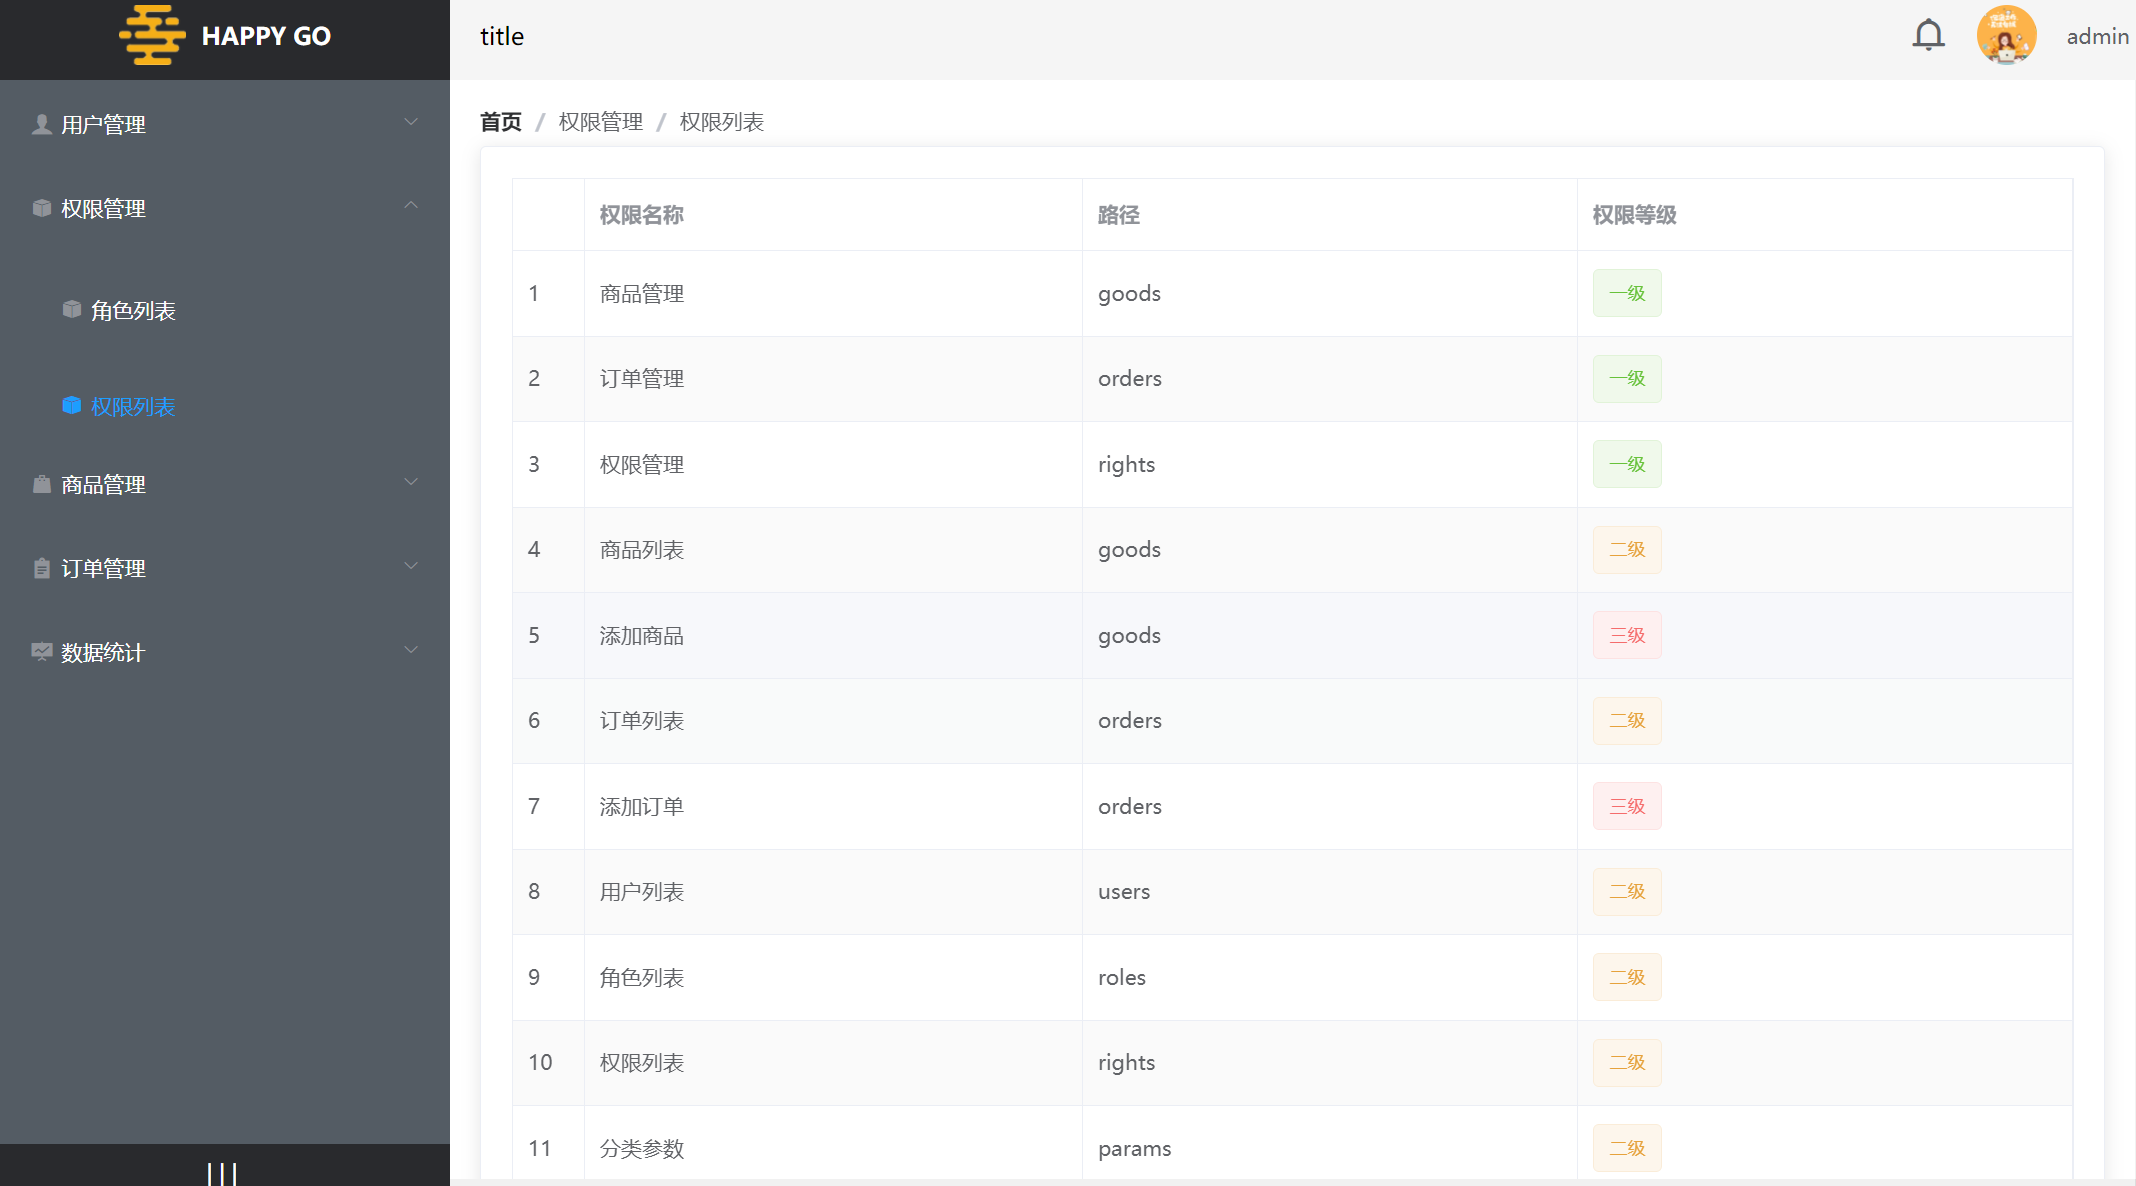 HAPPY GO
title
admin
用户管理
权限管理
角色列表
权限列表
商品管理
订单管理
数据统计
|||
首页 / 权限管理 / 权限列表
权限名称 路径 权限等级
1 商品管理 goods 一级
2 订单管理 orders 一级
3 权限管理 rights 一级
4 商品列表 goods 二级
5 添加商品 goods 三级
6 订单列表 orders 二级
7 添加订单 orders 三级
8 用户列表 users 二级
9 角色列表 roles 二级
10 权限列表 rights 二级
11 分类参数 params 二级